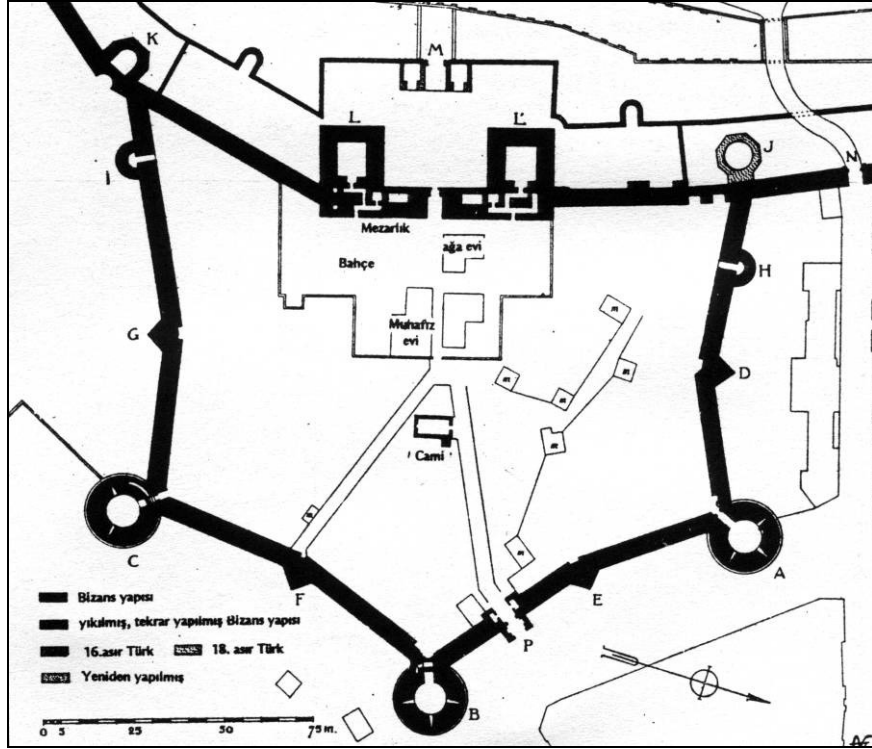 K
M
L
L'
J
N
I
Mezarlık
ağa evi
H
Bahçe
G
Muhafız
evi
m
m
m
m
D
m
Cami
C
m
m
A
F
E
Bizans yapısı
P
yıkılmış, tekrar yapılmış Bizans yapısı
16.asır Türk
18. asır Türk
Yeniden yapılmış
B
0 5 25 50 75 m.